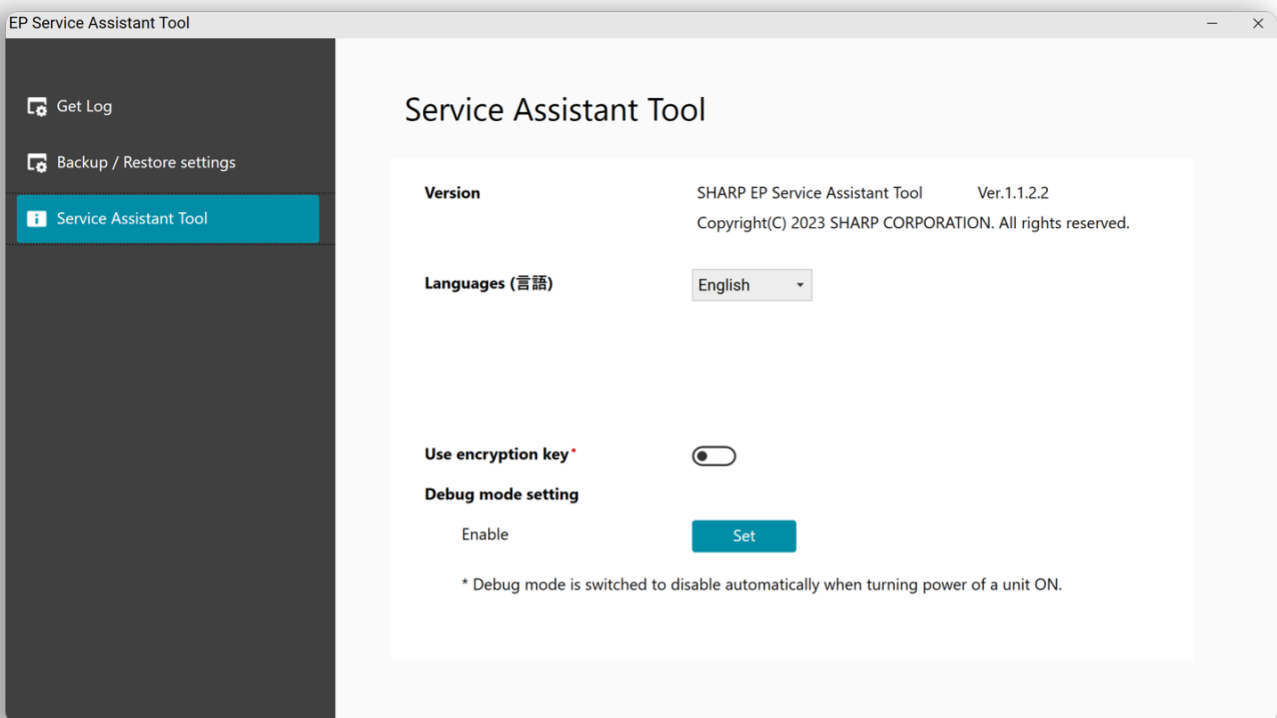 EP Service Assistant Tool
Get Log
Backup / Restore settings
Service Assistant Tool
Service Assistant Tool
Version SHARP EP Service Assistant Tool Ver.1.1.2.2
Copyright(C) 2023 SHARP CORPORATION. All rights reserved.
Languages (言語) English
Use encryption key*
Debug mode setting
Enable Set
* Debug mode is switched to disable automatically when turning power of a unit ON.